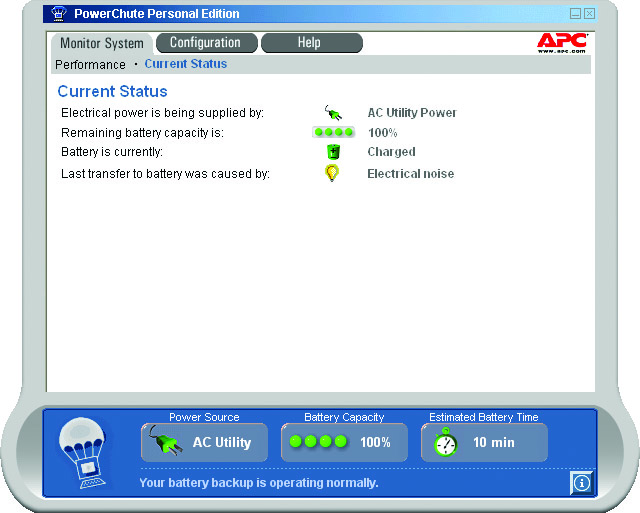 PowerChute Personal Edition
Monitor System Configuration Help
APC
www.apc.com
Performance · Current Status
Current Status
Electrical power is being supplied by: AC Utility Power
Remaining battery capacity is: 100%
Battery is currently: Charged
Last transfer to battery was caused by: Electrical noise
Power Source Battery Capacity Estimated Battery Time
AC Utility 100% 10 min
Your battery backup is operating normally.